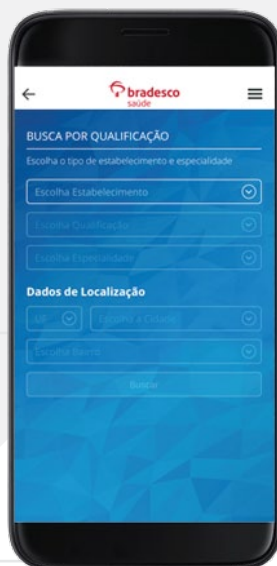 bradesco
saúde
BUSCA POR QUALIFICAÇÃO
Escolha o tipo de estabelecimento e especialidade
Escolha Estabelecimento
Escolha Qualificação
Escolha Especialidade
Dados de Localização
UF Escolha a Cidade
Escolha Bairro
Buscar